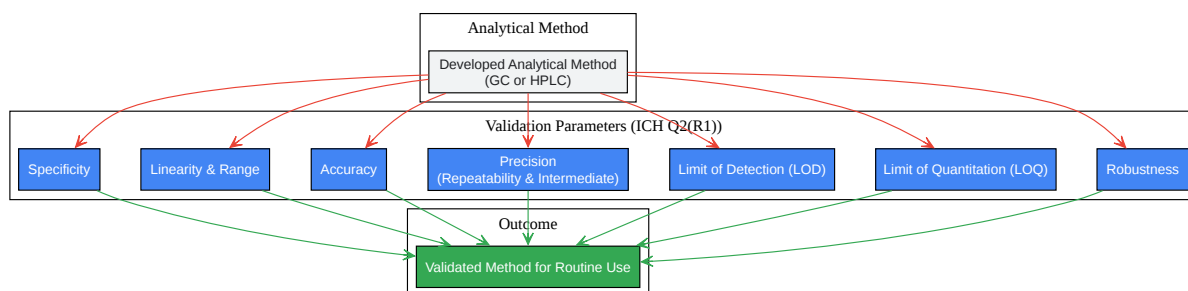 Analytical Method
Developed Analytical Method
(GC or HPLC)
Validation Parameters (ICH Q2(R1))
Specificity
Linearity & Range
Accuracy
Precision
(Repeatability & Intermediate)
Limit of Detection (LOD)
Limit of Quantitation (LOQ)
Robustness
Outcome
Validated Method for Routine Use